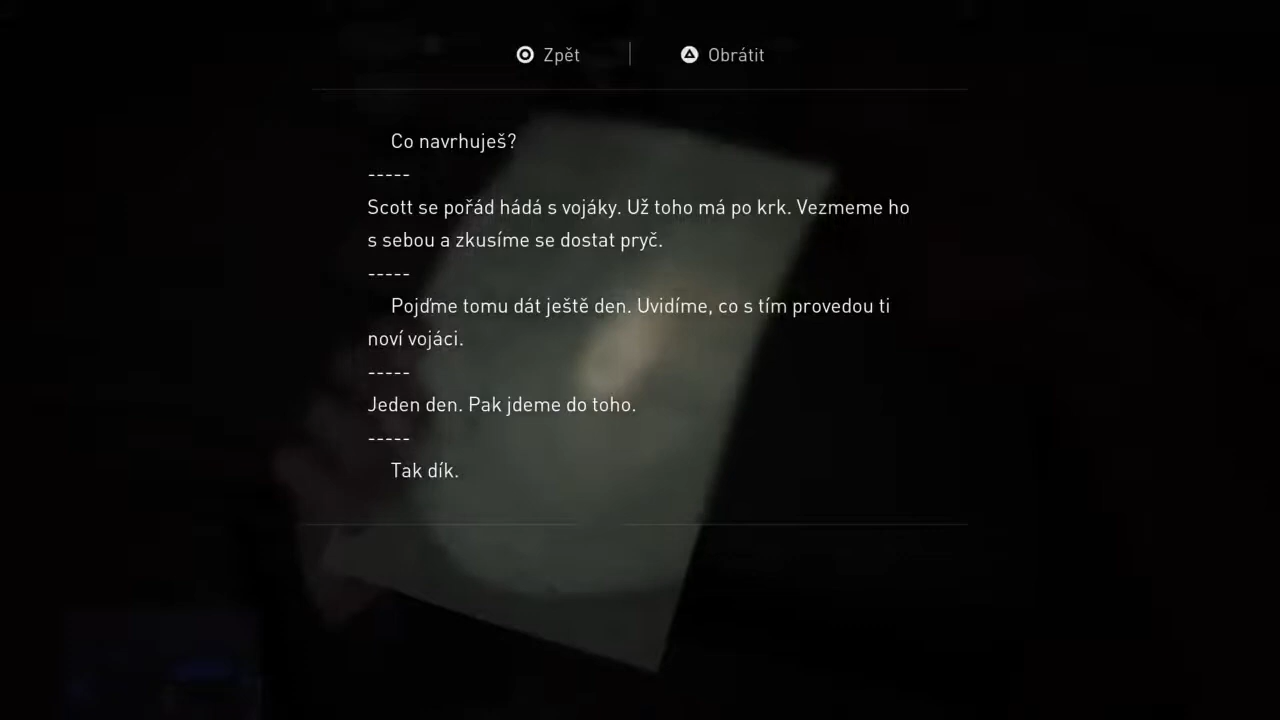 Zpět | Obrátit
Co navrhuješ?
-----
Scott se pořád hádá s vojáky. Už toho má po krk. Vezmeme ho
s sebou a zkusíme se dostat pryč.
-----
Pojďme tomu dát ještě den. Uvidíme, co s tím provedou ti
noví vojáci.
-----
Jeden den. Pak jdeme do toho.
-----
Tak dík.